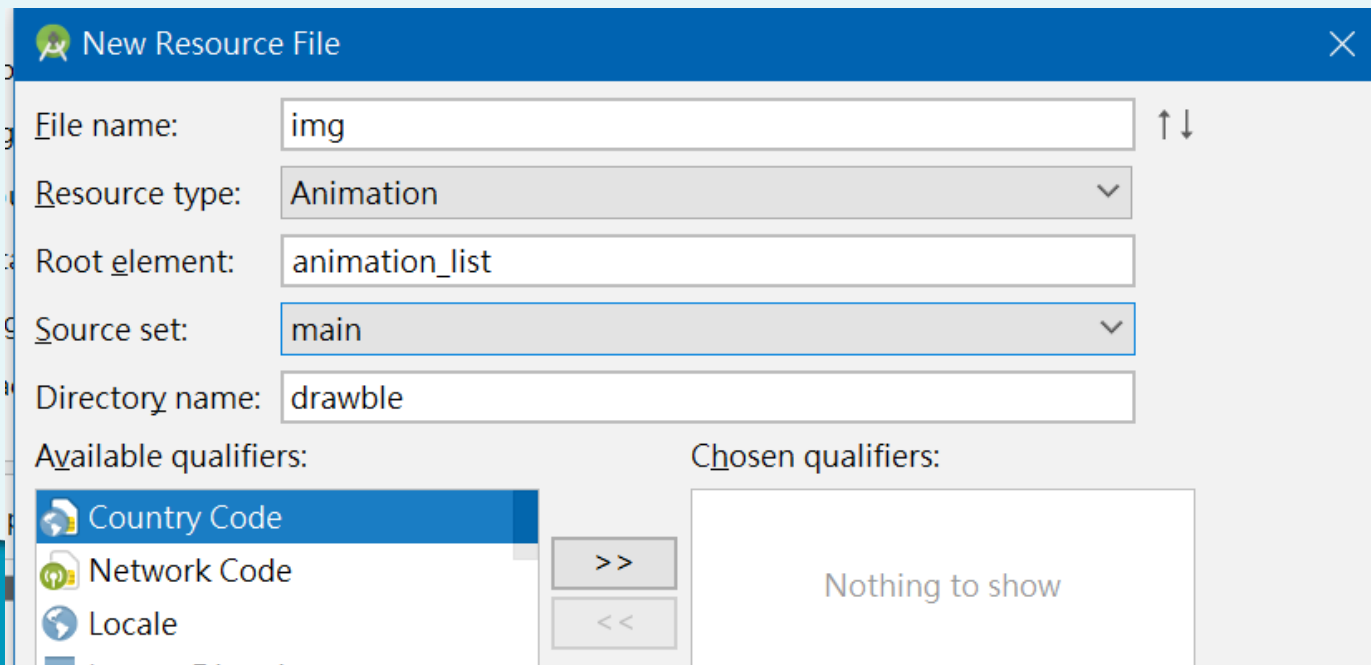 New Resource File
File name: img
Resource type: Animation
Root element: animation_list
Source set: main
Directory name: drawble
Available qualifiers: Chosen qualifiers:
Country Code
Network Code >>
Nothing to show
Locale <<